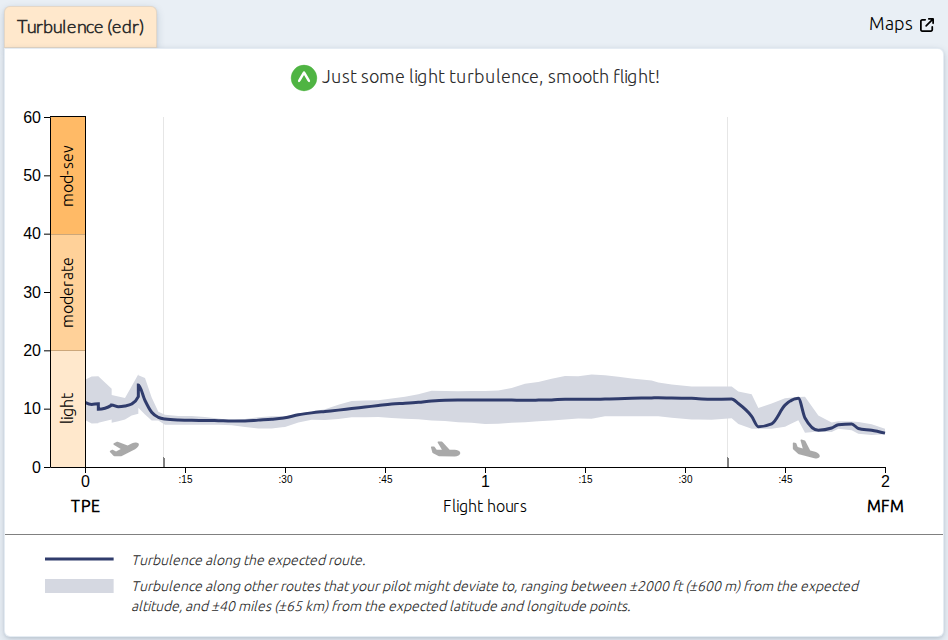 Turbulence (edr)
Maps
Just some light turbulence, smooth flight!
60
50
40
30
20
10
0
mod-sev
moderate
light
0 :15 :30 :45 1 :15 :30 :45 2
TPE Flight hours MFM
Turbulence along the expected route.
Turbulence along other routes that your pilot might deviate to, ranging between ±2000 ft (±600 m) from the expected
altitude, and ±40 miles (±65 km) from the expected latitude and longitude points.